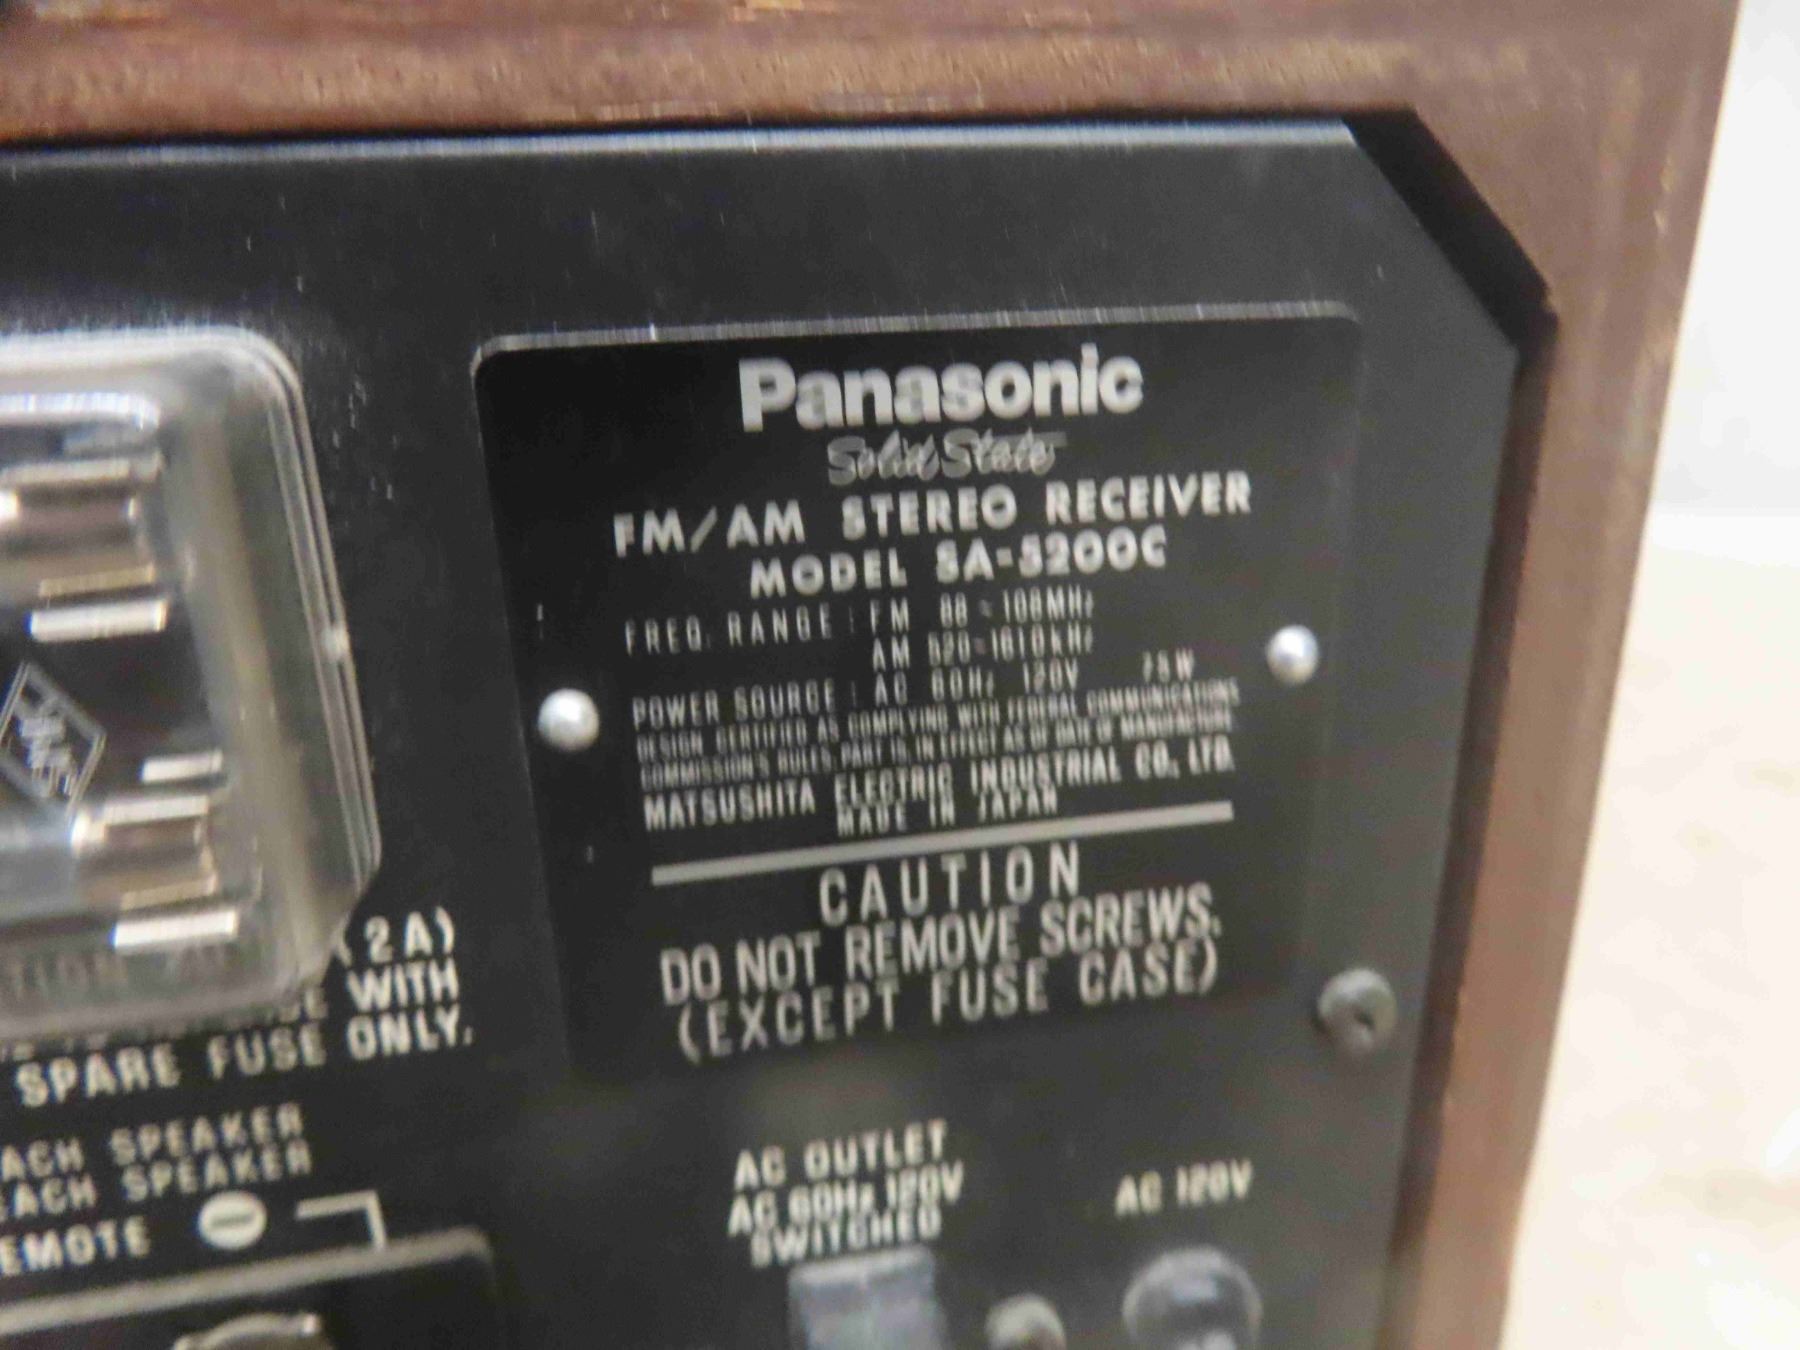 Panasonic
Solid State
FM/AM STEREO RECEIVER
MODEL SA-5200C
FREQ. RANGE : FM 88~108MHz
AM 520~1610kHz
POWER SOURCE : AC 60Hz 120V 75W
DESIGN CERTIFIED AS COMPLYING WITH FEDERAL COMMUNICATIONS
COMMISSION'S RULES, PART 15, IN EFFECT AS OF DATE OF MANUFACTURE
MATSUSHITA ELECTRIC INDUSTRIAL CO., LTD.
MADE IN JAPAN
CAUTION
DO NOT REMOVE SCREWS.
(EXCEPT FUSE CASE)
(2A)
WITH
SPARE FUSE ONLY.
EACH SPEAKER
EACH SPEAKER
REMOTE
AC OUTLET
AC 60Hz 120V
SWITCHED
AC 120V